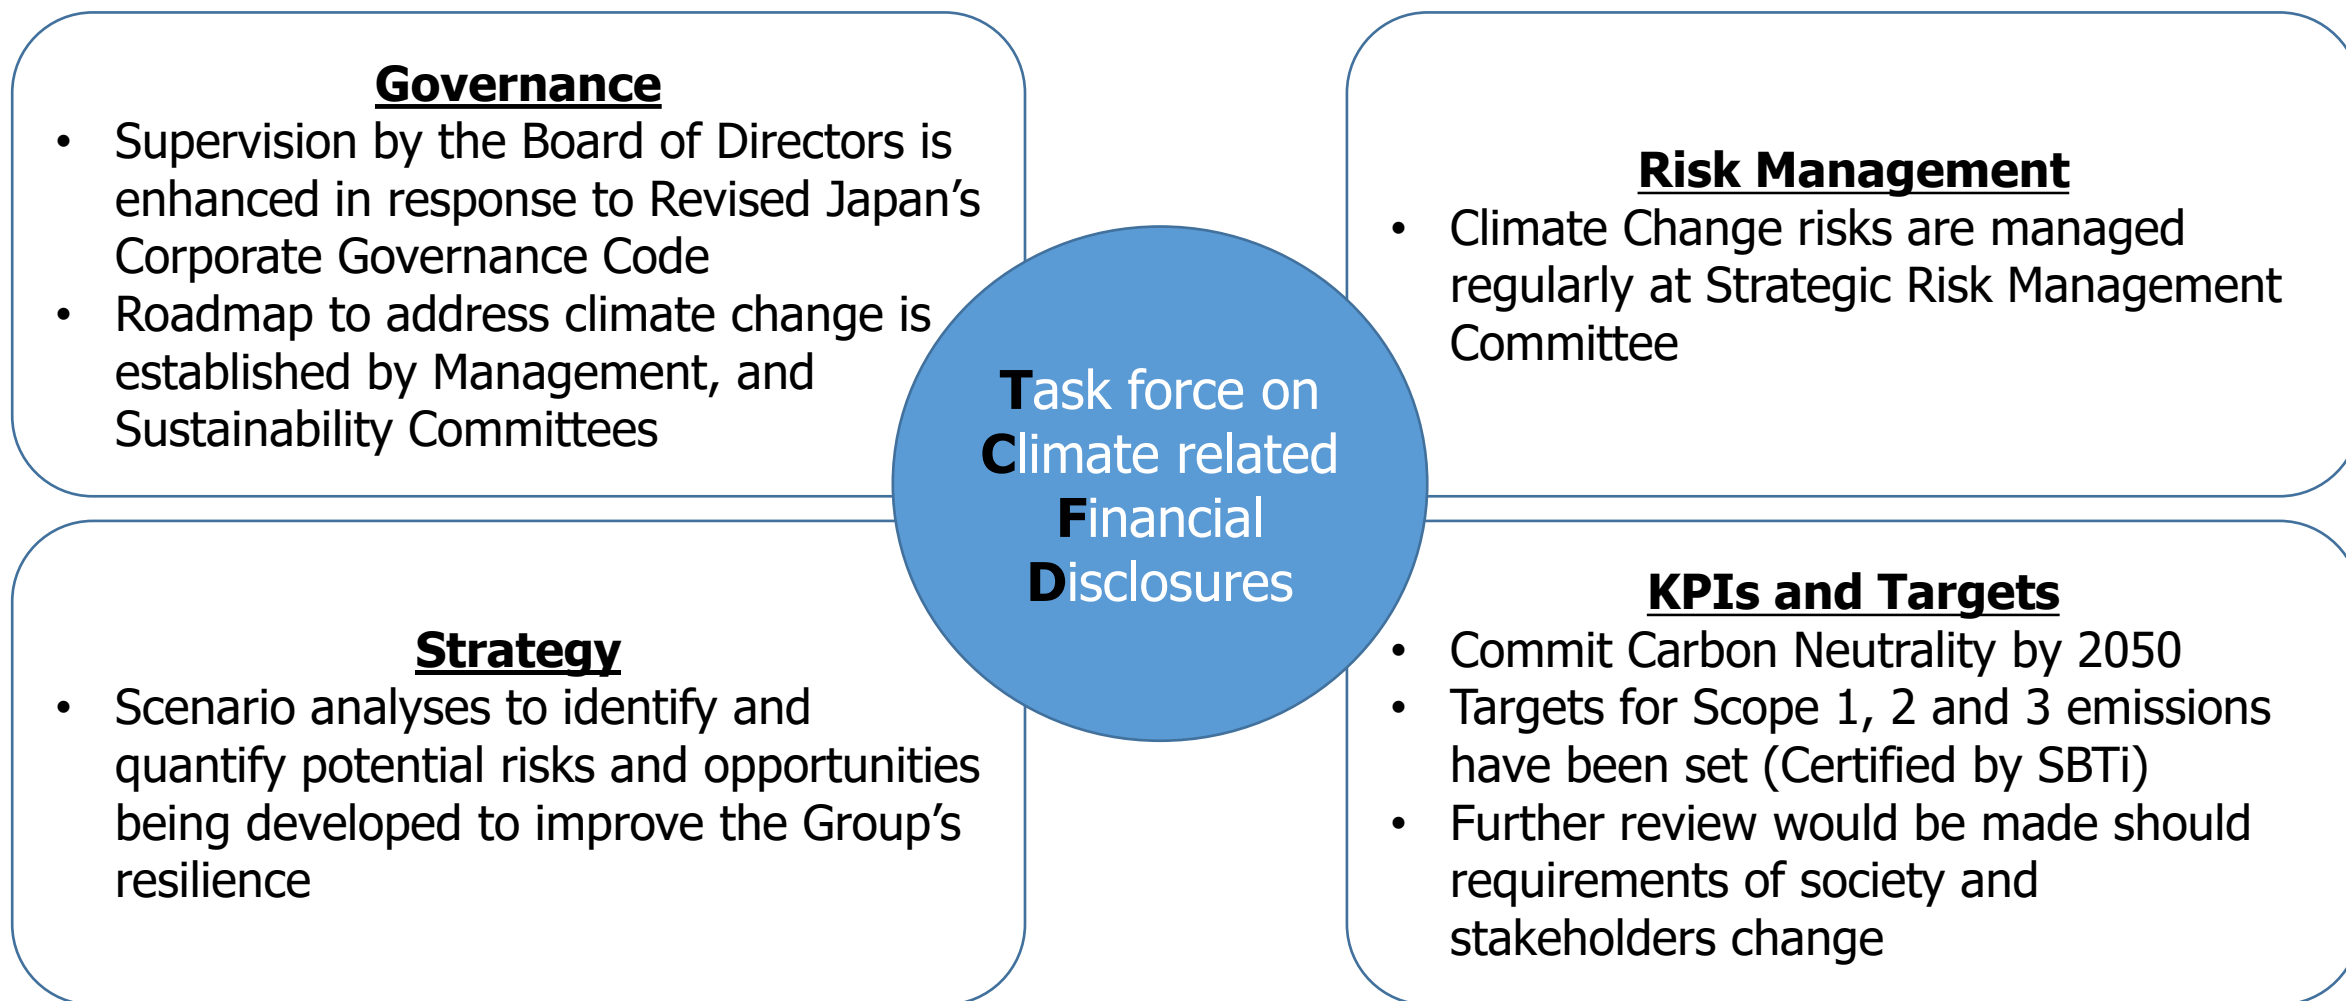 Governance
• Supervision by the Board of Directors is
enhanced in response to Revised Japan’s
Corporate Governance Code
• Roadmap to address climate change is
established by Management, and
Sustainability Committees
Risk Management
• Climate Change risks are managed
regularly at Strategic Risk Management
Committee
Task force on
Climate related
Financial
Disclosures
Strategy
• Scenario analyses to identify and
quantify potential risks and opportunities
being developed to improve the Group’s
resilience
KPIs and Targets
• Commit Carbon Neutrality by 2050
• Targets for Scope 1, 2 and 3 emissions
have been set (Certified by SBTi)
• Further review would be made should
requirements of society and
stakeholders change